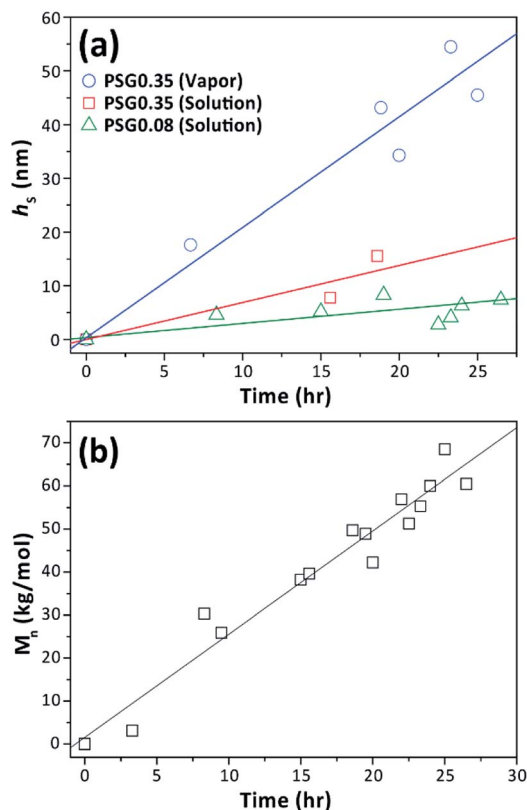 (a)
PSG0.35 (Vapor)
PSG0.35 (Solution)
PSG0.08 (Solution)
hs (nm)
60
50
40
30
20
10
0
0 5 10 15 20 25
Time (hr)
(b)
Mn (kg/mol)
70
60
50
40
30
20
10
0
0 5 10 15 20 25 30
Time (hr)